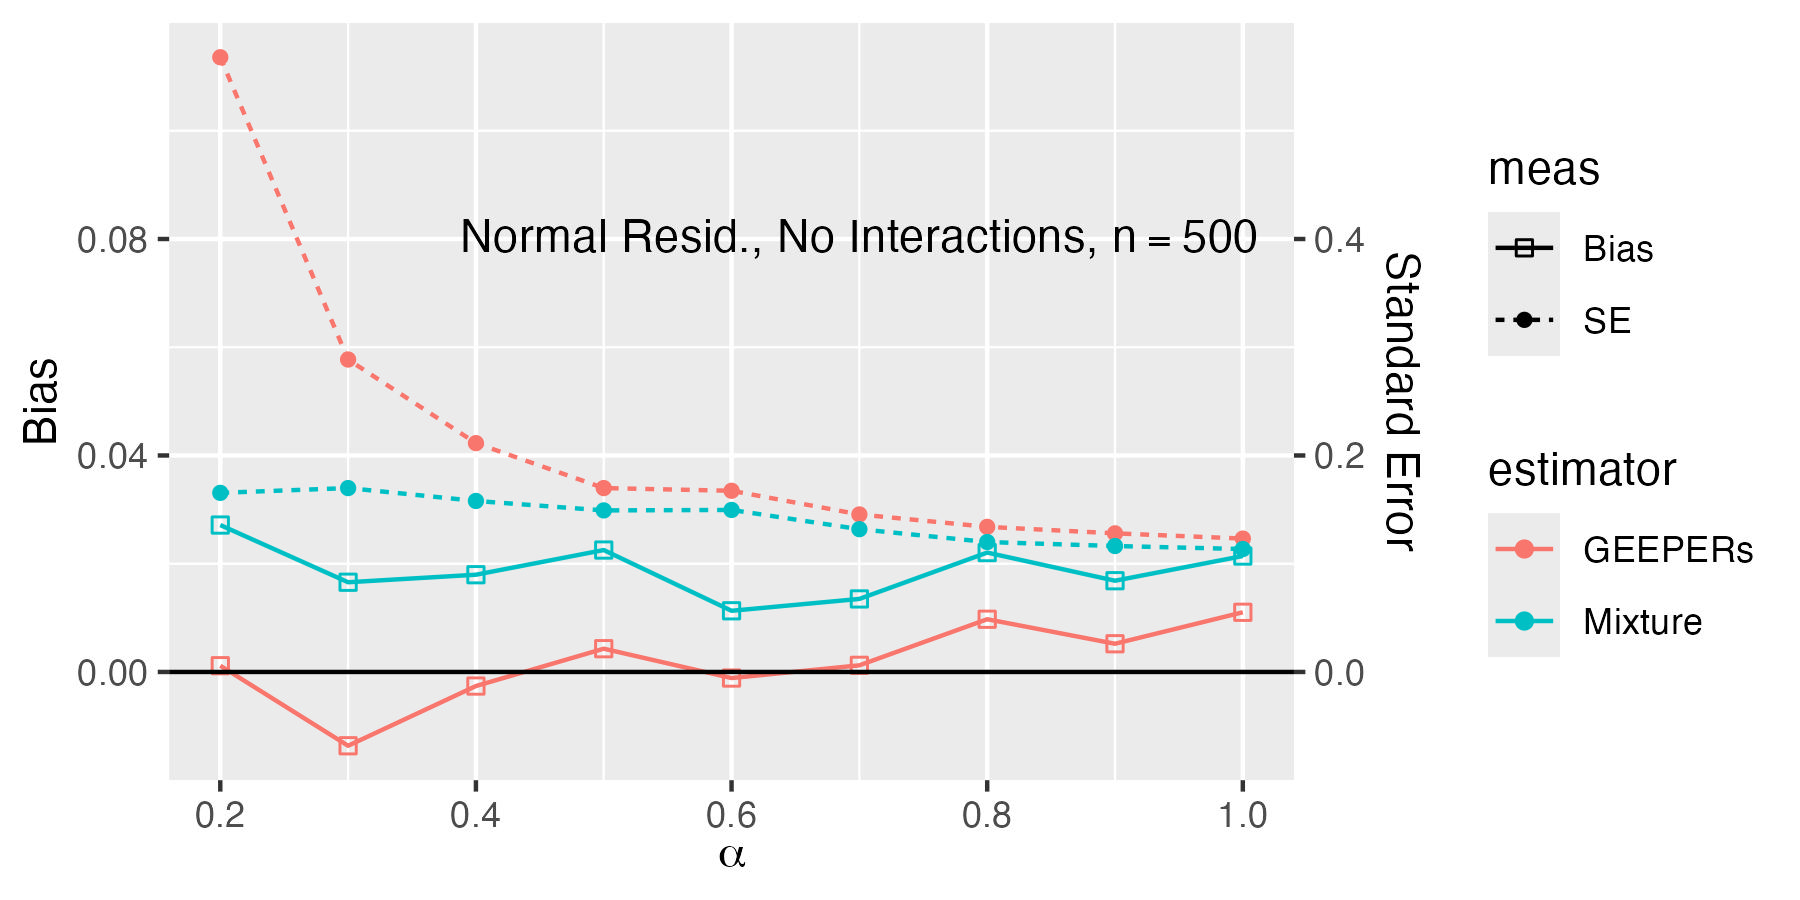 Normal Resid., No Interactions, n = 500
Bias
0.08
0.04
0.00
0.4
0.2
0.0
Standard Error
0.2
0.4
0.6
0.8
1.0
α
meas
Bias
SE
estimator
GEEPERs
Mixture